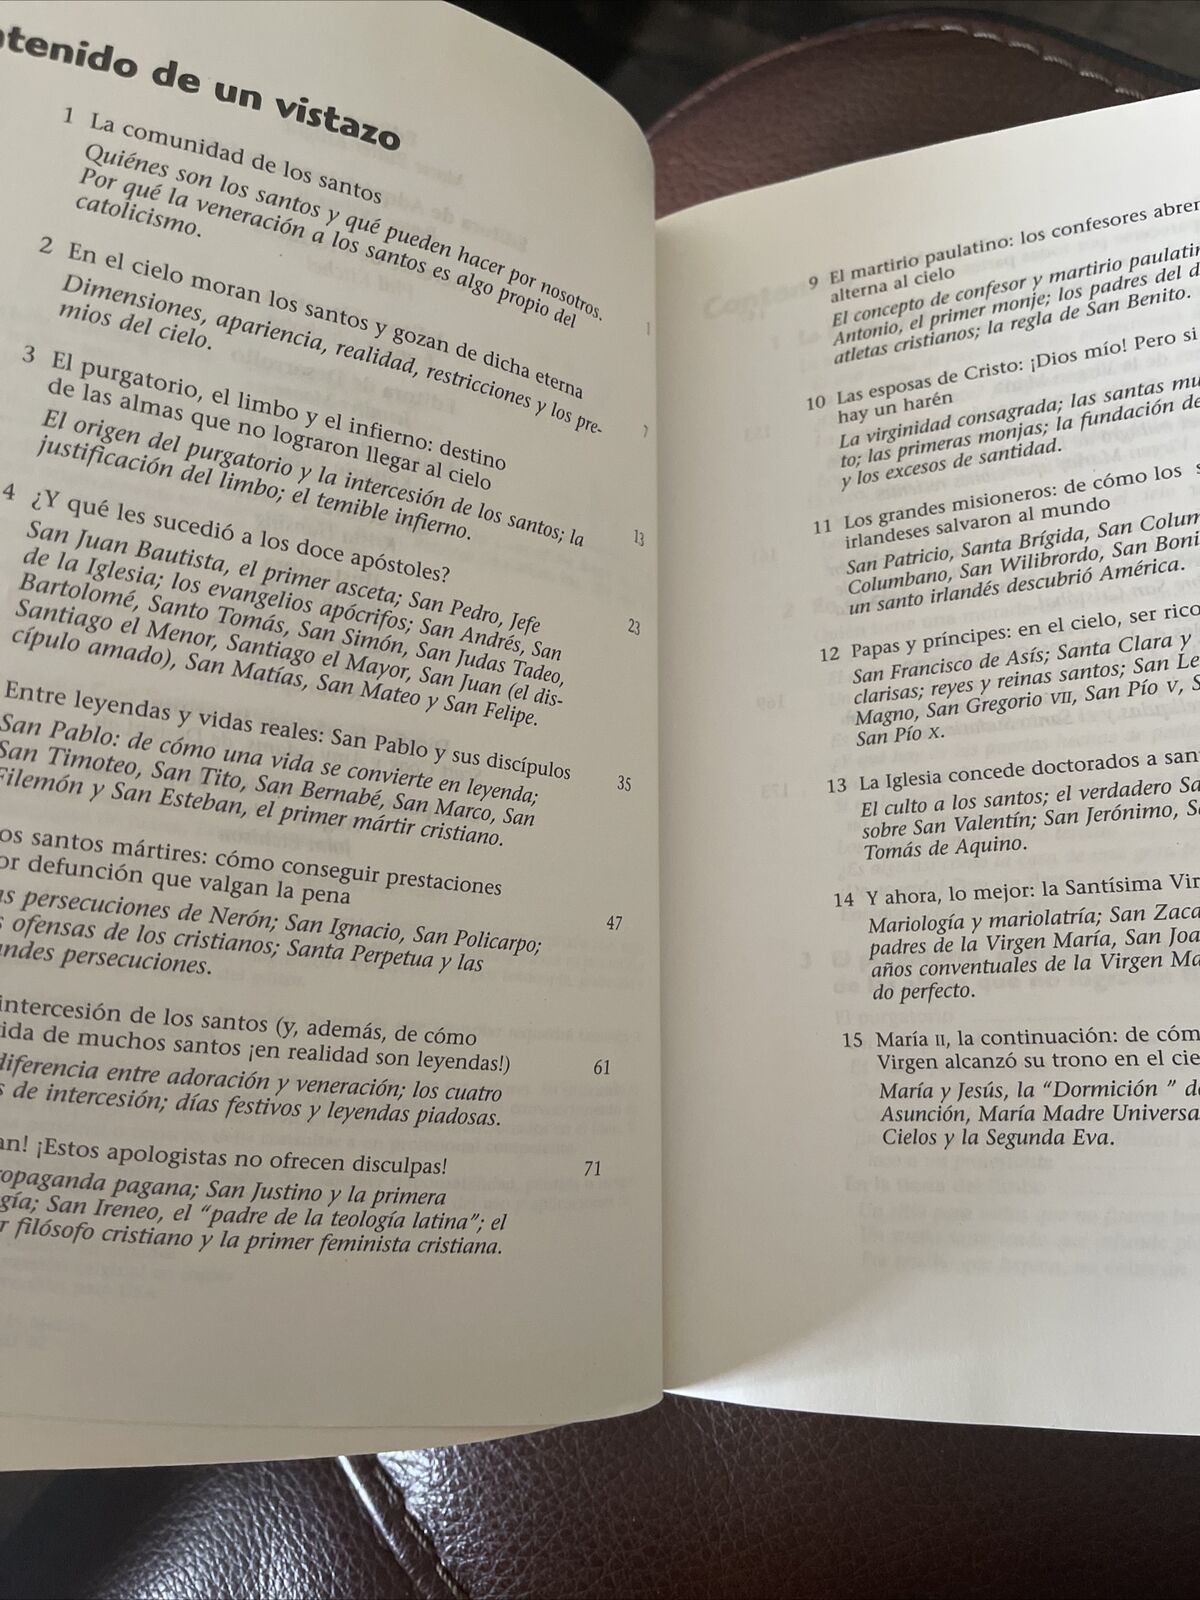 ntenido de un vistazo
1 La comunidad de los santos
Quiénes son los santos y qué pueden hacer por nosotros.
Por qué la veneración a los santos es algo propio del
catolicismo. 1
2 En el cielo moran los santos y gozan de dicha eterna
Dimensiones, apariencia, realidad, restricciones y los pre-
mios del cielo. 7
3 El purgatorio, el limbo y el infierno: destino
de las almas que no lograron llegar al cielo
El origen del purgatorio y la intercesión de los santos; la
justificación del limbo; el temible infierno. 13
4 ¿Y qué les sucedió a los doce apóstoles?
San Juan Bautista, el primer asceta; San Pedro, Jefe
de la Iglesia; los evangelios apócrifos; San Andrés, San 23
Bartolomé, Santo Tomás, San Simón, San Judas Tadeo,
Santiago el Menor, Santiago el Mayor, San Juan (el dis-
cípulo amado), San Matías, San Mateo y San Felipe.
Entre leyendas y vidas reales: San Pablo y sus discípulos 35
San Pablo: de cómo una vida se convierte en leyenda;
San Timoteo, San Tito, San Bernabé, San Marco, San
Filemón y San Esteban, el primer mártir cristiano.
os santos mártires: cómo conseguir prestaciones
or defunción que valgan la pena 47
as persecuciones de Nerón; San Ignacio, San Policarpo;
s ofensas de los cristianos; Santa Perpetua y las
andes persecuciones.
intercesión de los santos (y, además, de cómo
ida de muchos santos ¡en realidad son leyendas!) 61
diferencia entre adoración y veneración; los cuatro
s de intercesión; días festivos y leyendas piadosas.
an! ¡Estos apologistas no ofrecen disculpas! 71
ropaganda pagana; San Justino y la primera
gía; San Ireneo, el “padre de la teología latina”; el
r filósofo cristiano y la primer feminista cristiana.
9 El martirio paulatino: los confesores abren
alterna al cielo
El concepto de confesor y martirio paulatin
Antonio, el primer monje; los padres del d
atletas cristianos; la regla de San Benito.
10 Las esposas de Cristo: ¡Dios mío! Pero si
hay un harén
La virginidad consagrada; las santas mu
to; las primeras monjas; la fundación de
y los excesos de santidad.
11 Los grandes misioneros: de cómo los s
irlandeses salvaron al mundo
San Patricio, Santa Brígida, San Colum
Columbano, San Wilibrordo, San Boni
un santo irlandés descubrió América.
12 Papas y príncipes: en el cielo, ser rico
San Francisco de Asís; Santa Clara y
clarisas; reyes y reinas santos; San Le
Magno, San Gregorio VII, San Pío V, S
San Pío X.
13 La Iglesia concede doctorados a san
El culto a los santos; el verdadero Sa
sobre San Valentín; San Jerónimo, Sa
Tomás de Aquino.
14 Y ahora, lo mejor: la Santísima Vir
Mariología y mariolatría; San Zaca
padres de la Virgen María, San Joa
años conventuales de la Virgen Ma
do perfecto.
15 María II, la continuación: de cóm
Virgen alcanzó su trono en el cie
María y Jesús, la “Dormición ” d
Asunción, María Madre Universa
Cielos y la Segunda Eva.